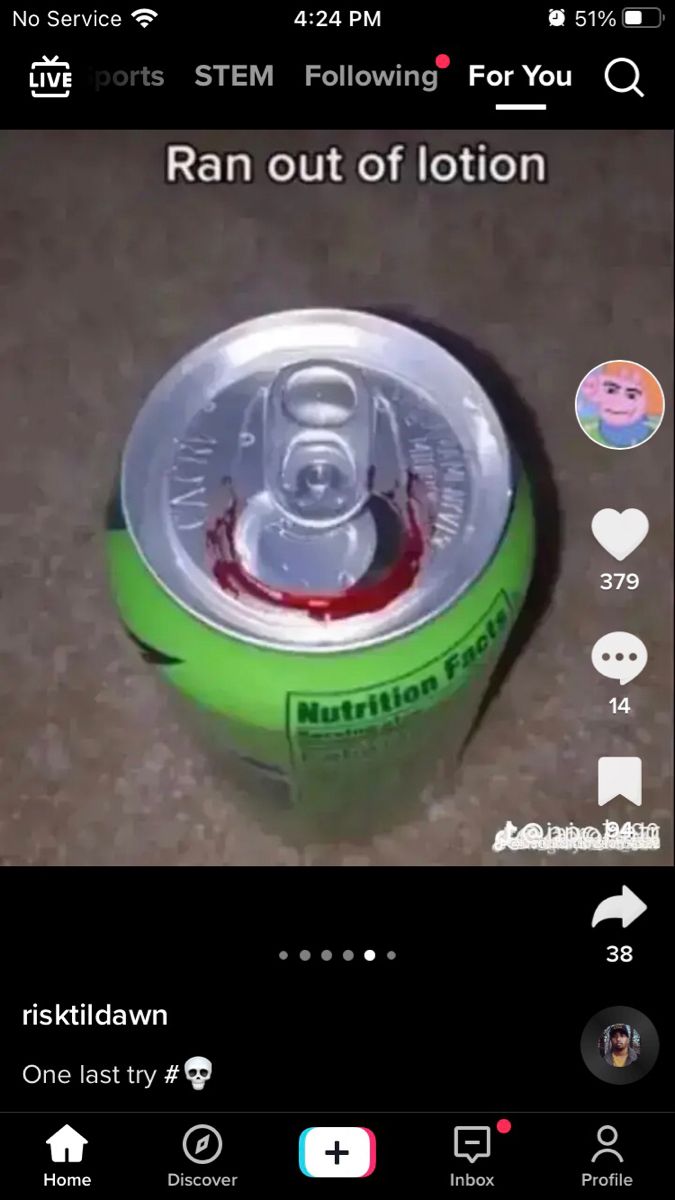 No Service 4:24 PM 51%
LIVE ports STEM Following For You
Ran out of lotion
379
14
Nutrition Facts
94
38
risktildawn
One last try #💀
Home Discover Inbox Profile